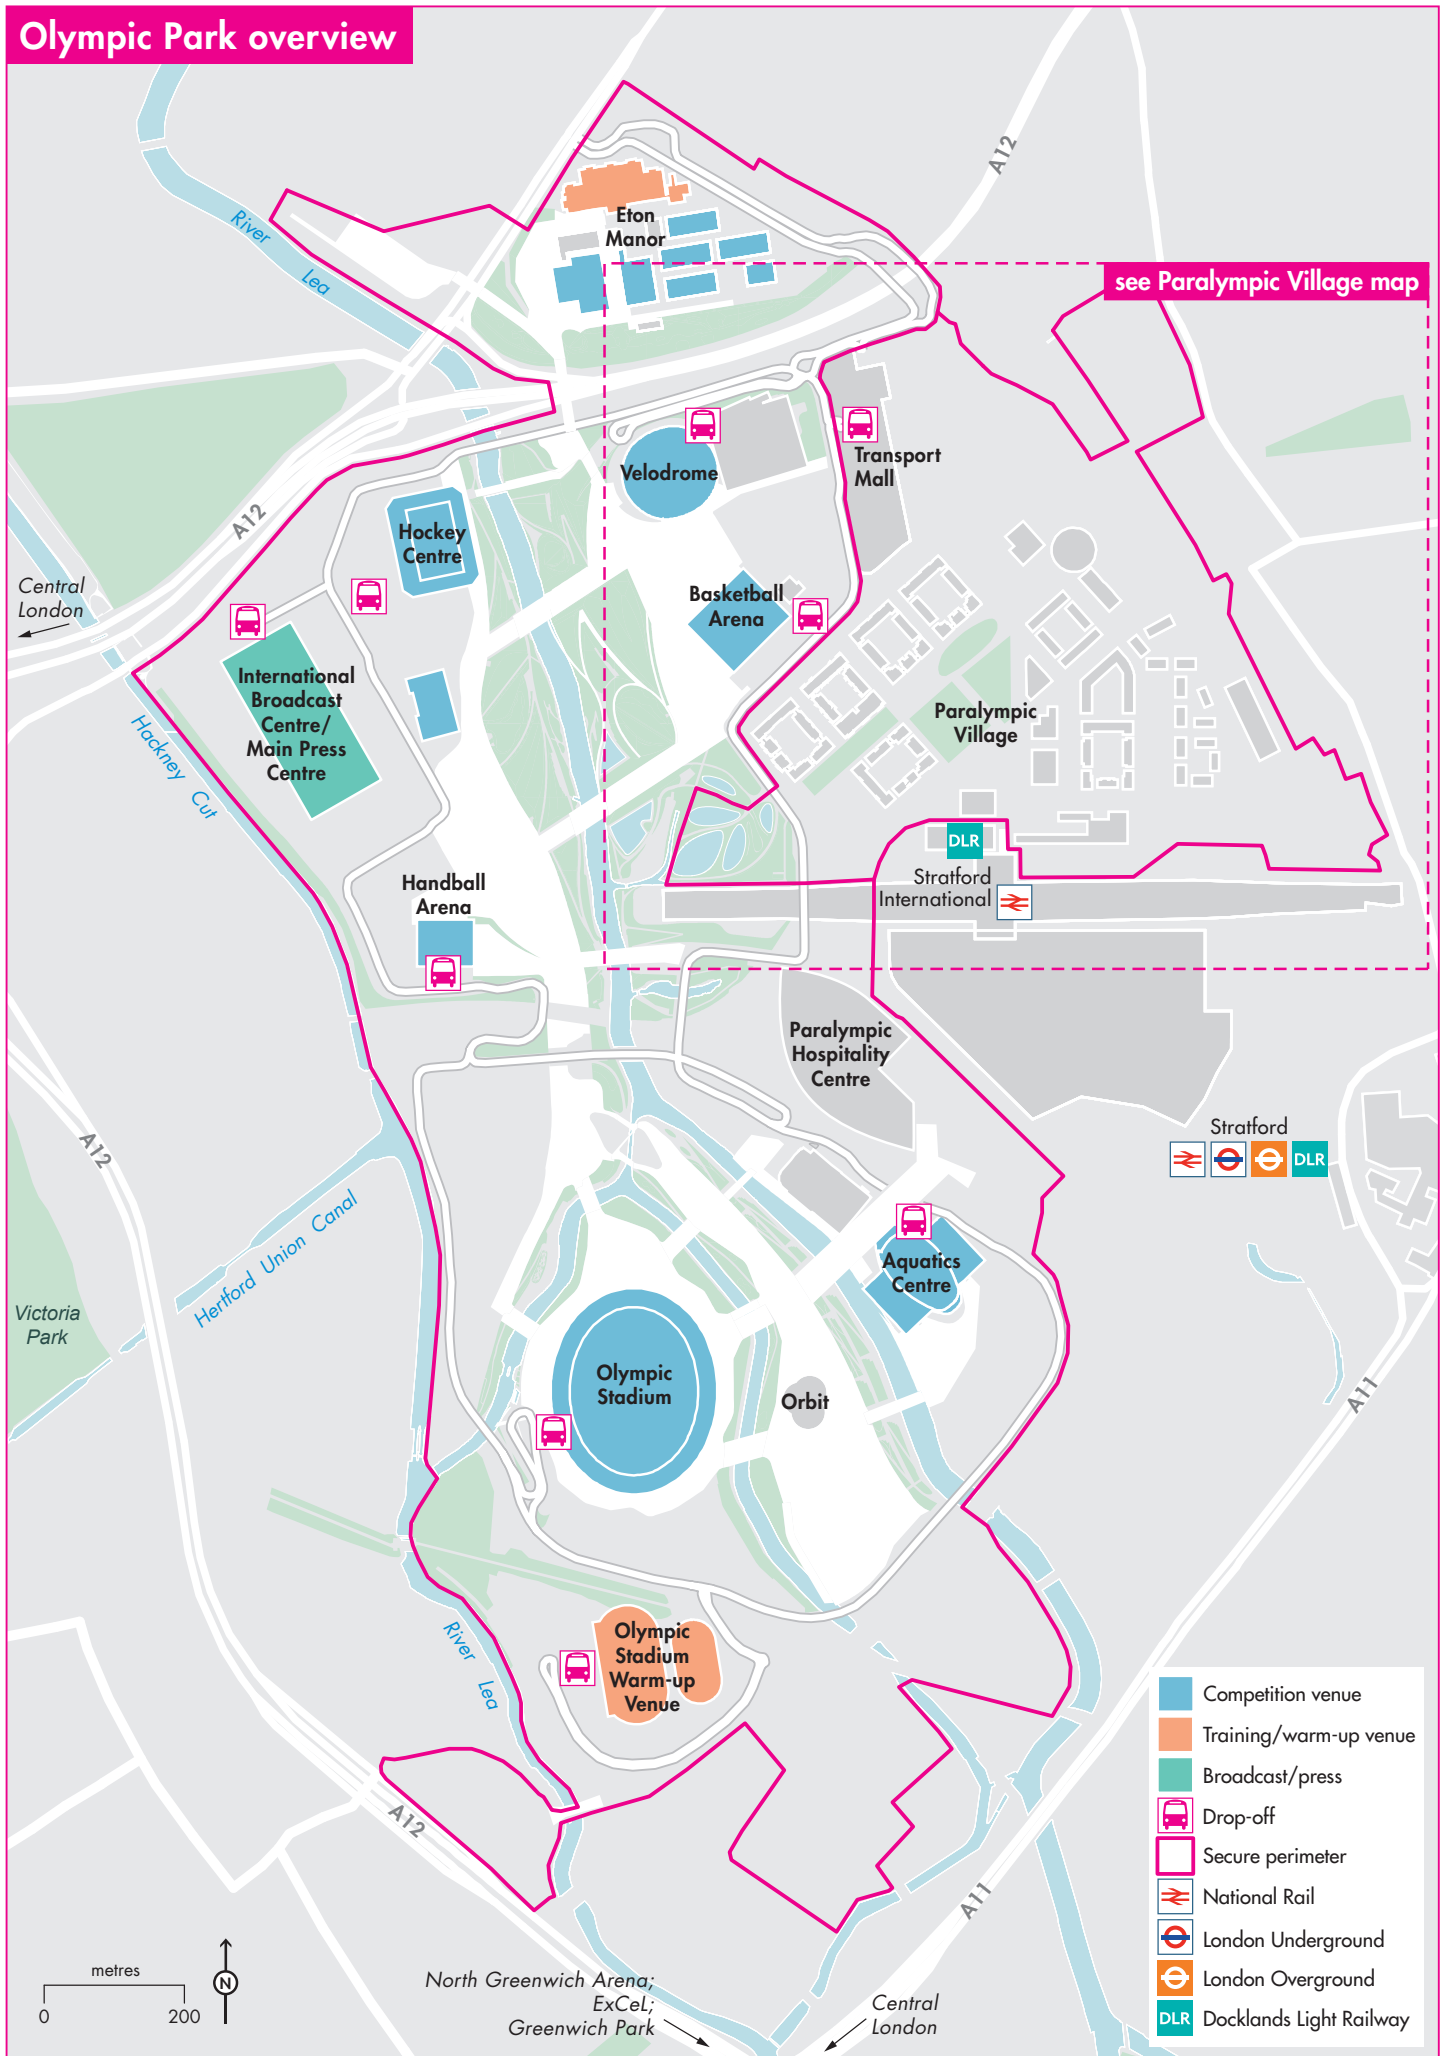 Olympic Park overview
A12
River
Lea
Eton
Manor
see Paralympic Village map
Velodrome
Transport
Mall
A12
Hockey
Centre
Central
London
Basketball
Arena
International
Broadcast
Centre/
Main Press
Centre
Hackney Cut
Paralympic
Village
DLR
Stratford
International
Handball
Arena
Paralympic
Hospitality
Centre
Stratford
DLR
A12
Hertford Union Canal
Victoria
Park
Aquatics
Centre
Olympic
Stadium
Orbit
A11
River
Lea
Olympic
Stadium
Warm-up
Venue
A12
A11
Competition venue
Training/warm-up venue
Broadcast/press
Drop-off
Secure perimeter
National Rail
London Underground
London Overground
DLR Docklands Light Railway
metres
0 200
N
North Greenwich Arena;
ExCeL;
Greenwich Park
Central
London